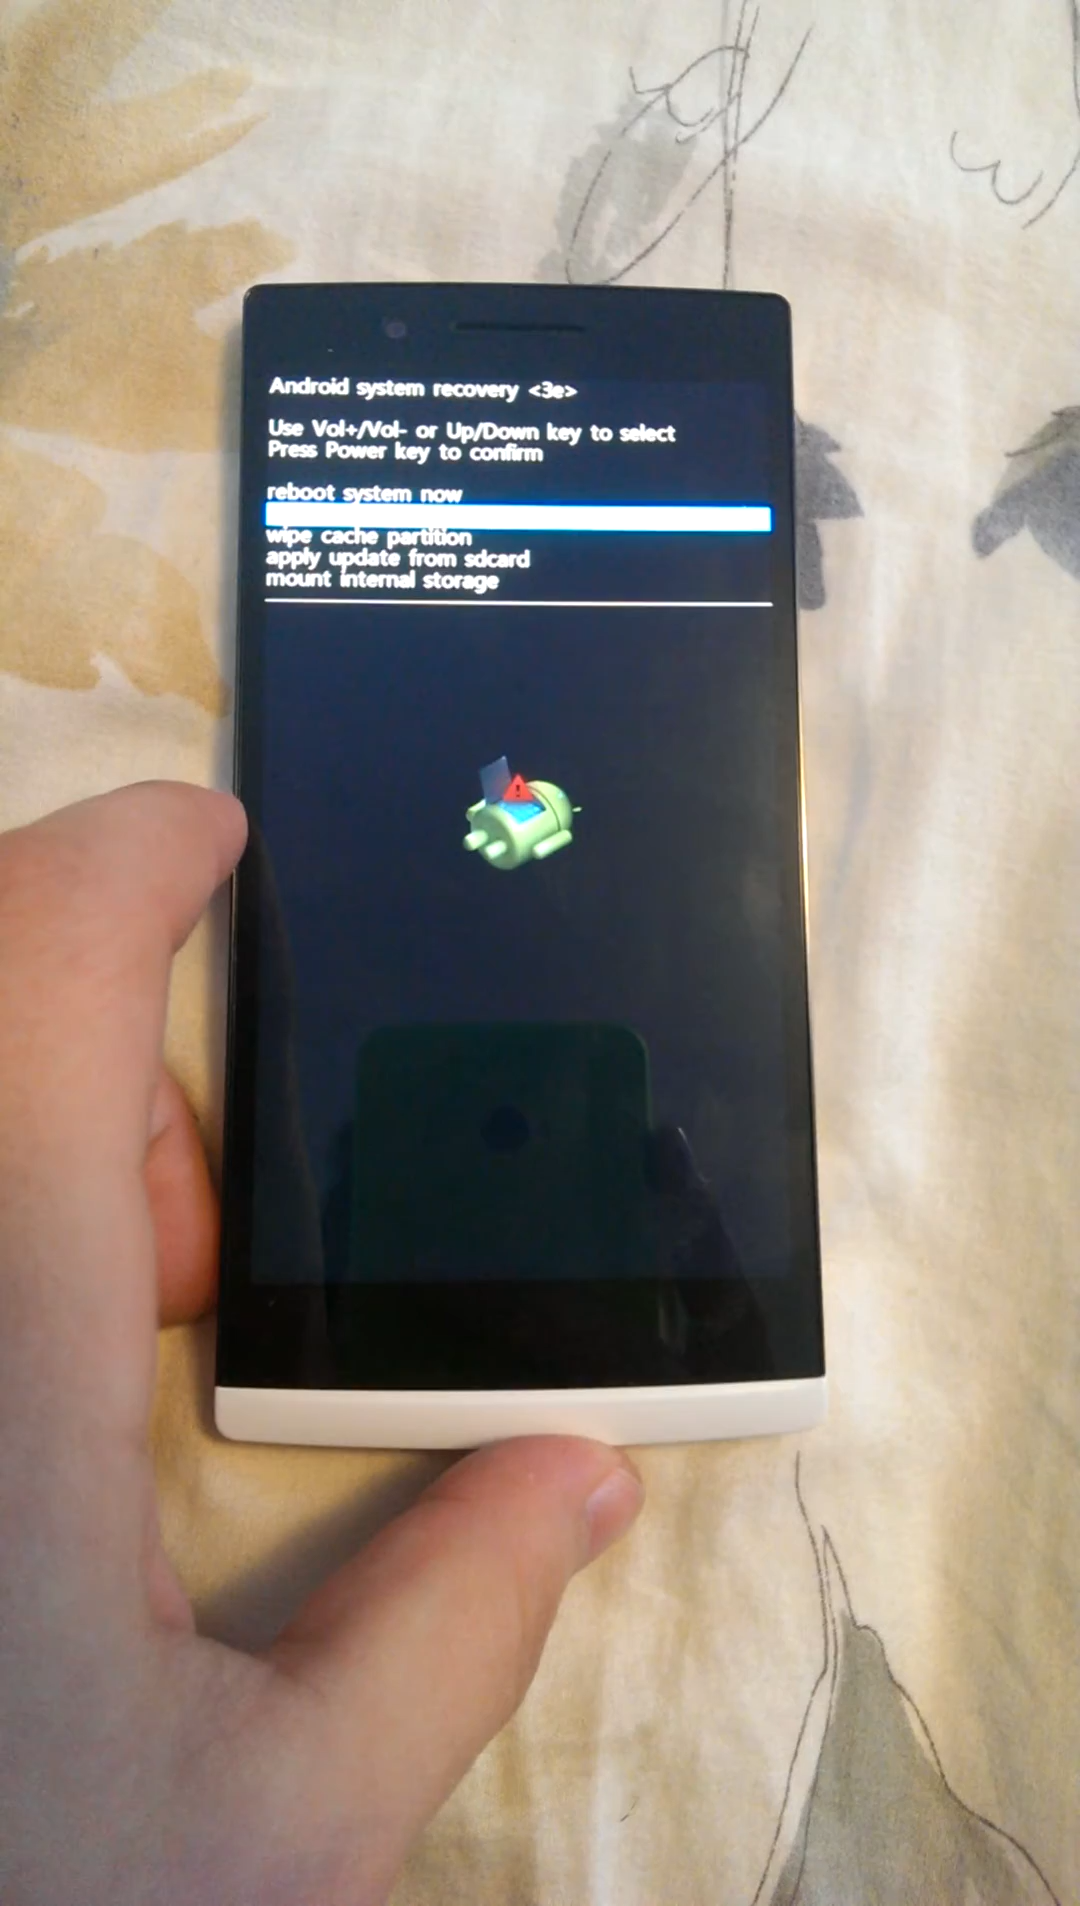 Android system recovery <3e>
Use Vol+/Vol- or Up/Down key to select
Press Power key to confirm
reboot system now
wipe cache partition
apply update from sdcard
mount internal storage